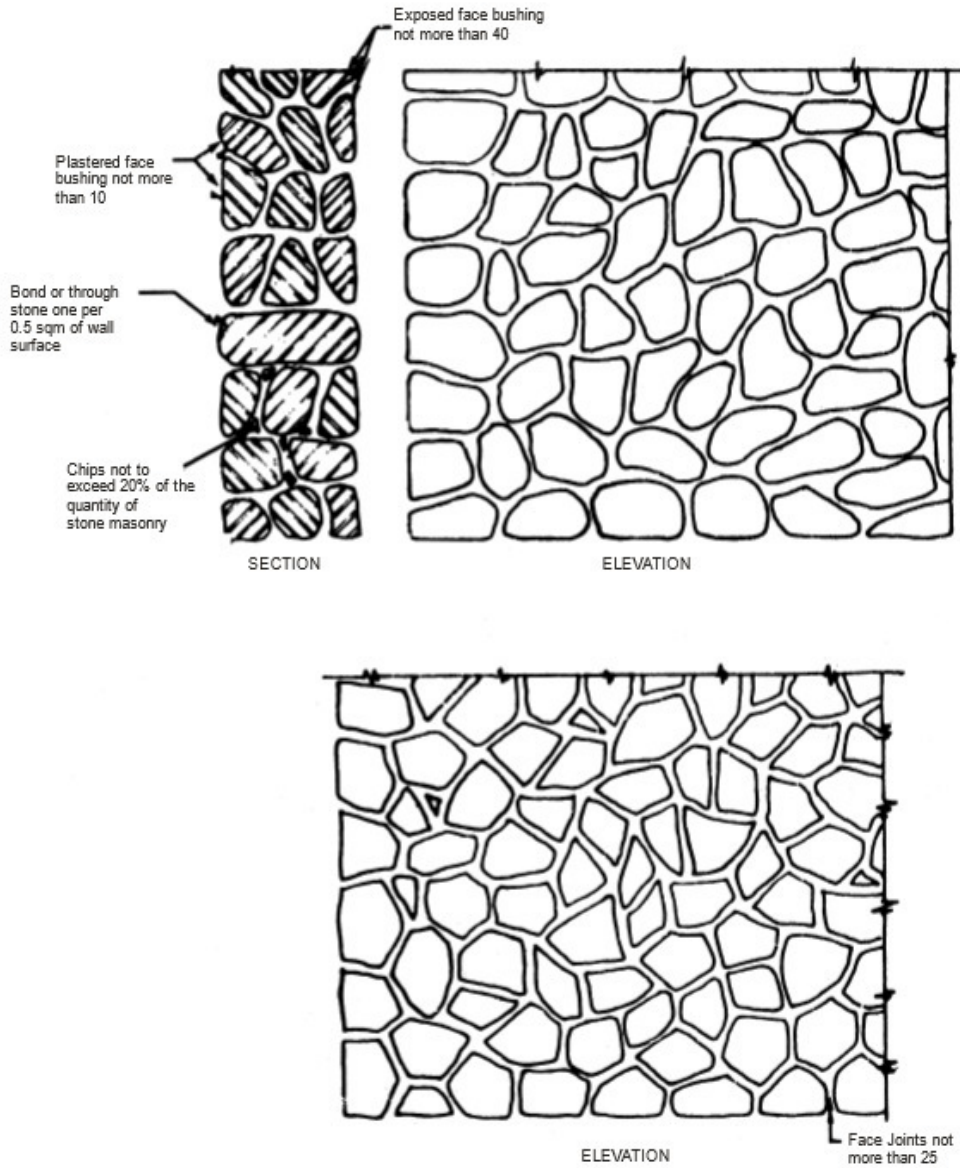 Exposed face bushing
not more than 40
Plastered face
bushing not more
than 10
Bond or through
stone one per
0.5 sqm of wall
surface
Chips not to
exceed 20% of the
quantity of
stone masonry
SECTION
ELEVATION
ELEVATION
Face Joints not
more than 25